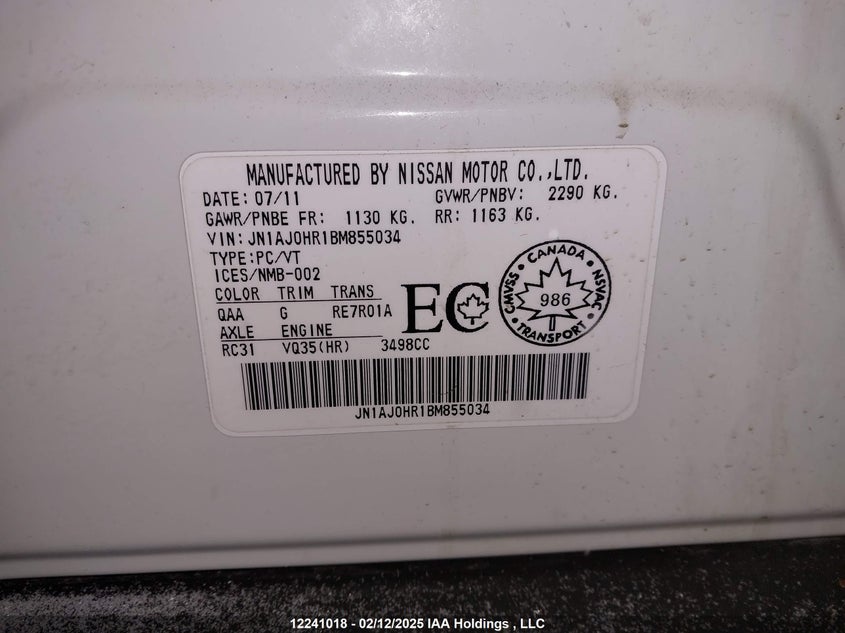 MANUFACTURED BY NISSAN MOTOR CO.,LTD.
DATE: 07/11 GVWR/PNBV: 2290 KG.
GAWR/PNBE FR: 1130 KG. RR: 1163 KG.
VIN: JN1AJ0HR1BM855034
TYPE:PC/VT
ICES/NMB-002
COLOR TRIM TRANS
QAA G RE7R01A
AXLE ENGINE
RC31 VQ35(HR) 3498CC
EC
CANADA
CMVSS 986 NSVAC
TRANSPORT
JN1AJ0HR1BM855034
12241018 - 02/12/2025 IAA Holdings , LLC